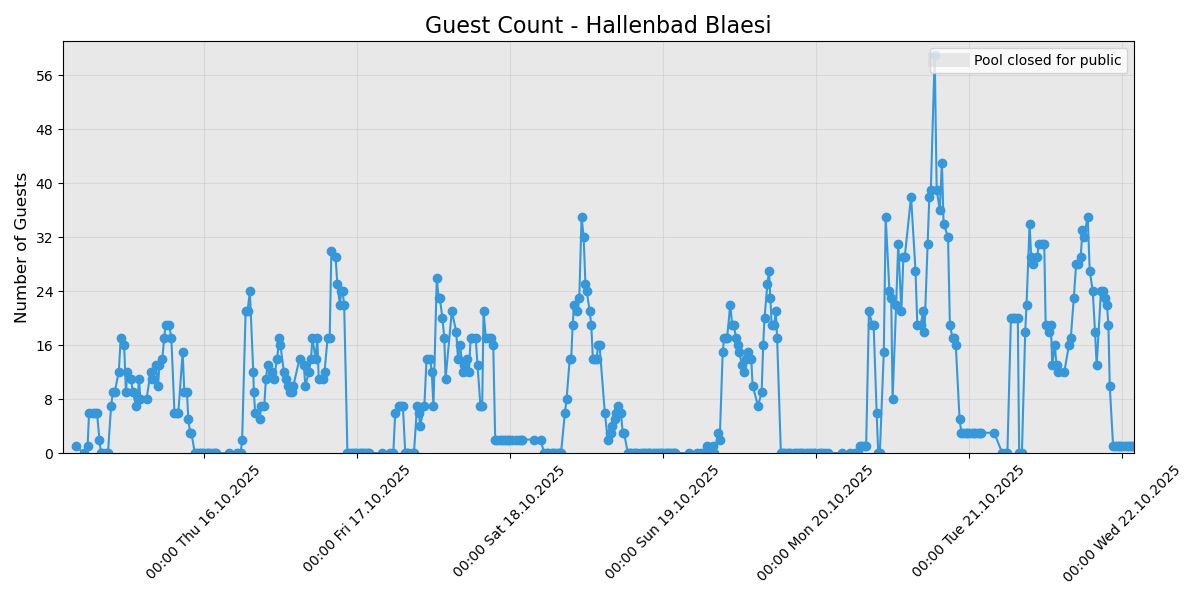 Guest Count - Hallenbad Blaesi
Pool closed for public
Number of Guests
56
48
40
32
24
16
8
0
00:00 Thu 16.10.2025
00:00 Fri 17.10.2025
00:00 Sat 18.10.2025
00:00 Sun 19.10.2025
00:00 Mon 20.10.2025
00:00 Tue 21.10.2025
00:00 Wed 22.10.2025